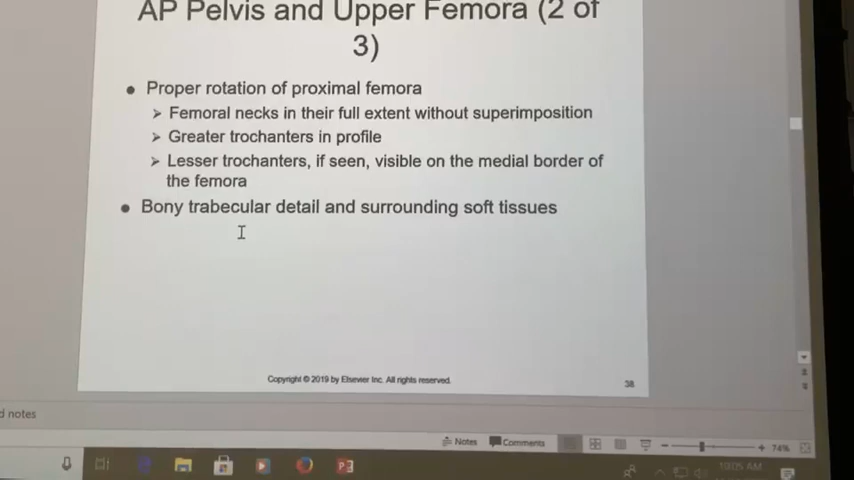 AP Pelvis and Upper Femora (2 of
3)
● Proper rotation of proximal femora
➢ Femoral necks in their full extent without superimposition
➢ Greater trochanters in profile
➢ Lesser trochanters, if seen, visible on the medial border of
the femora
● Bony trabecular detail and surrounding soft tissues
Copyright © 2019 by Elsevier Inc. All rights reserved.
38
d notes
Notes
Comments
74%
10:05 AM